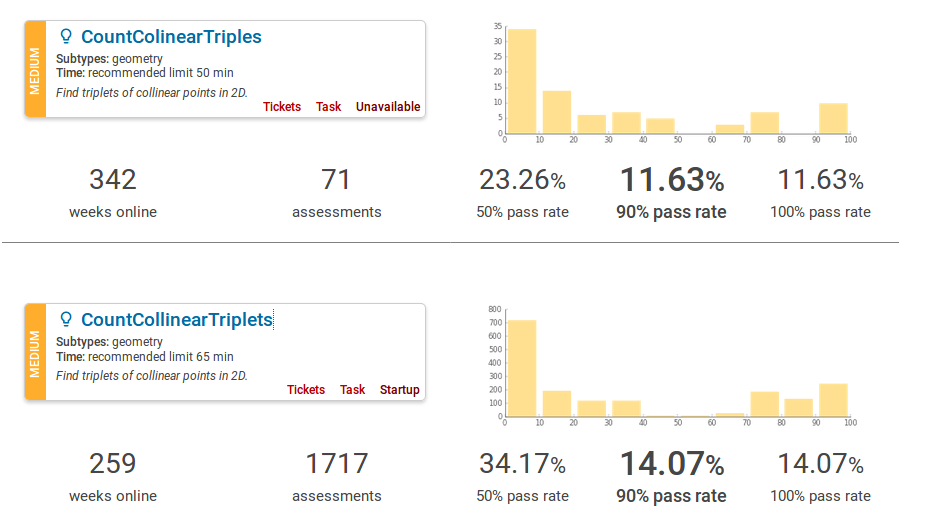 MEDIUM
CountColinearTriples
Subtypes: geometry
Time: recommended limit 50 min
Find triplets of collinear points in 2D.
Tickets Task Unavailable
35
30
25
20
15
10
5
0
0 10 20 30 40 50 60 70 80 90 100
342 71 23.26% 11.63% 11.63%
weeks online assessments 50% pass rate 90% pass rate 100% pass rate
MEDIUM
CountCollinearTriplets
Subtypes: geometry
Time: recommended limit 65 min
Find triplets of collinear points in 2D.
Tickets Task Startup
800
700
600
500
400
300
200
100
0
0 10 20 30 40 50 60 70 80 90 100
259 1717 34.17% 14.07% 14.07%
weeks online assessments 50% pass rate 90% pass rate 100% pass rate